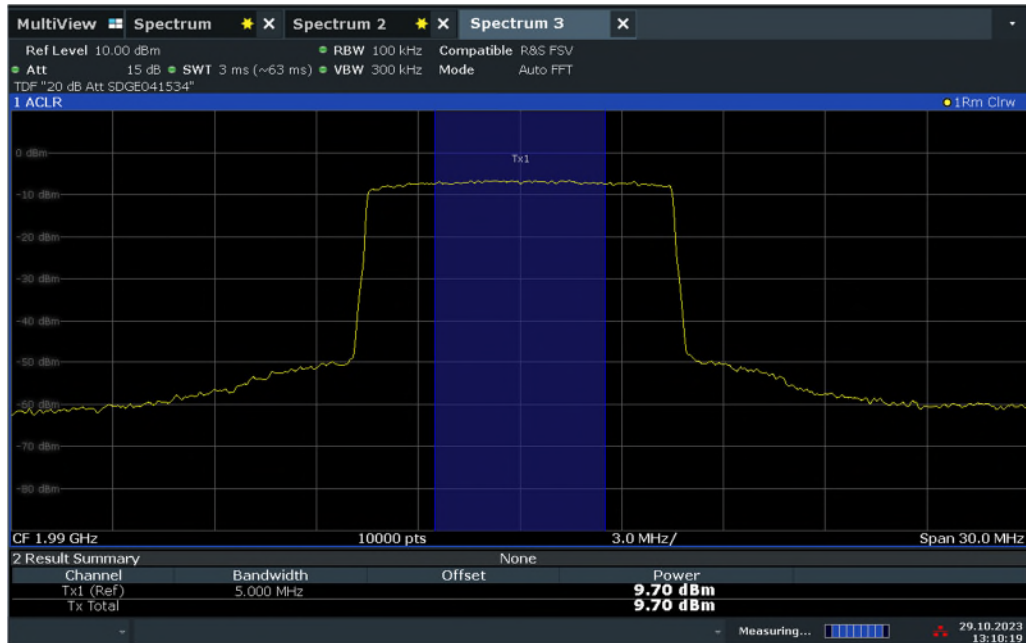 MultiView Spectrum Spectrum 2 Spectrum 3
Ref Level 10.00 dBm RBW 100 kHz Compatible R&S FSV
Att 15 dB SWT 3 ms (~63 ms) VBW 300 kHz Mode Auto FFT
TDF "20 dB Att SDGE041534"
1 ACLR 1Rm Clrw
0 dBm
Tx1
-10 dBm
-20 dBm
-30 dBm
-40 dBm
-50 dBm
-60 dBm
-70 dBm
-80 dBm
CF 1.99 GHz 10000 pts 3.0 MHz/ Span 30.0 MHz
2 Result Summary None
Channel Bandwidth Offset Power
Tx1 (Ref) 5.000 MHz 9.70 dBm
Tx Total 9.70 dBm
Measuring... 29.10.2023
13:10:19